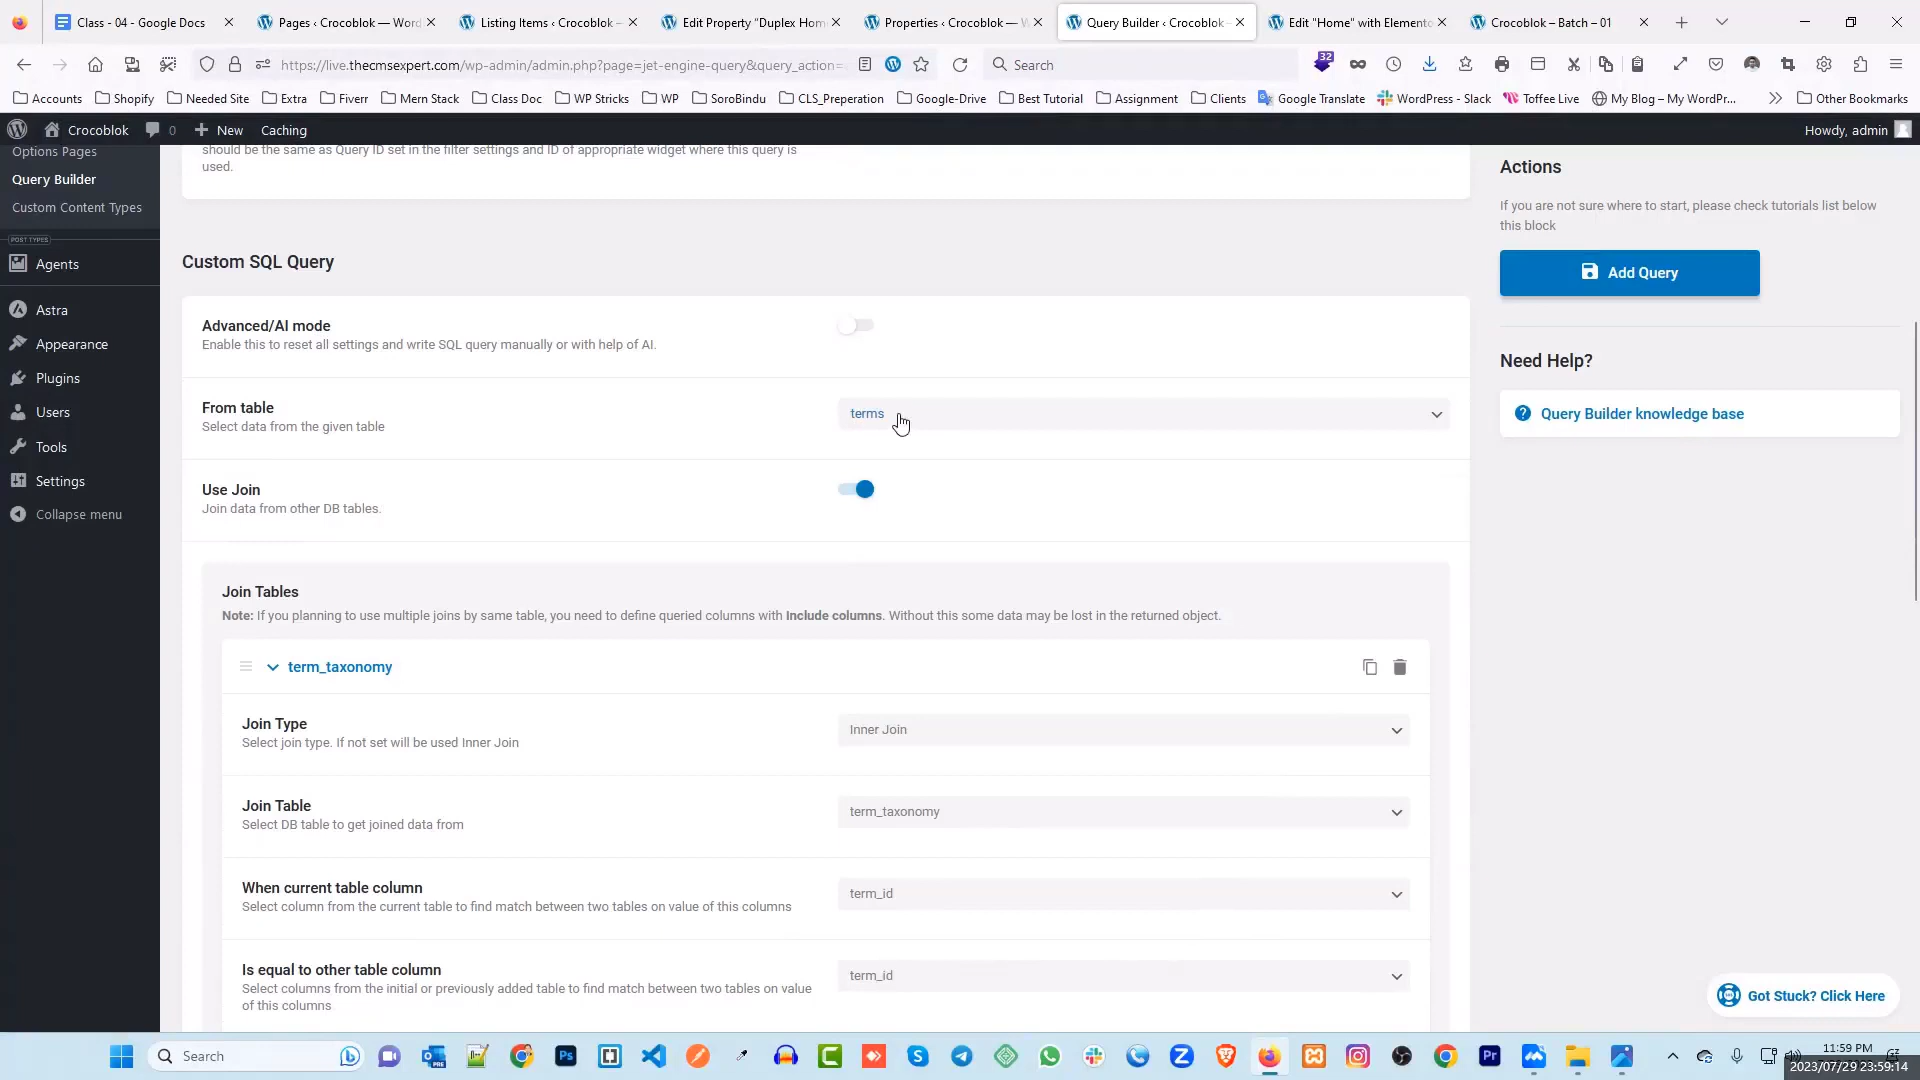 Class - 04 - Google Docs
Pages ‹ Crocoblok — Word
Listing Items ‹ Crocoblok –
Edit Property "Duplex Hom
Properties ‹ Crocoblok — W
Query Builder ‹ Crocoblok
Edit "Home" with Elemento
Crocoblok – Batch – 01
https://live.thecmsexpert.com/wp-admin/admin.php?page=jet-engine-query&query_action=
Search
32
Accounts
Shopify
Needed Site
Extra
Fiverr
Mern Stack
Class Doc
WP Stricks
WP
SoroBindu
CLS_Preperation
Google-Drive
Best Tutorial
Assignment
Clients
Google Translate
WordPress - Slack
Toffee Live
My Blog – My WordPr...
Other Bookmarks
Crocoblok
0
New
Caching
Howdy, admin
Options Pages
Query Builder
Custom Content Types
POST TYPES
Agents
Astra
Appearance
Plugins
Users
Tools
Settings
Collapse menu
should be the same as Query ID set in the filter settings and ID of appropriate widget where this query is
used.
Custom SQL Query
Advanced/AI mode
Enable this to reset all settings and write SQL query manually or with help of AI.
From table
Select data from the given table
terms
Use Join
Join data from other DB tables.
Join Tables
Note: If you planning to use multiple joins by same table, you need to define queried columns with Include columns. Without this some data may be lost in the returned object.
term_taxonomy
Join Type
Select join type. If not set will be used Inner Join
Inner Join
Join Table
Select DB table to get joined data from
term_taxonomy
When current table column
Select column from the current table to find match between two tables on value of this columns
term_id
Is equal to other table column
Select columns from the initial or previously added table to find match between two tables on value
of this columns
term_id
Actions
If you are not sure where to start, please check tutorials list below
this block
Add Query
Need Help?
Query Builder knowledge base
Got Stuck? Click Here
Search
11:59 PM
2023/07/29 23:59:14